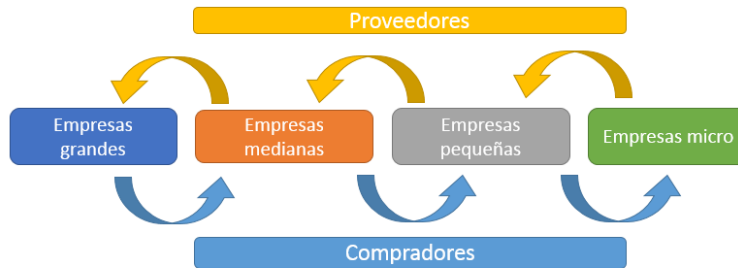 Proveedores
Empresas
grandes
Empresas
medianas
Empresas
pequeñas
Empresas micro
Compradores